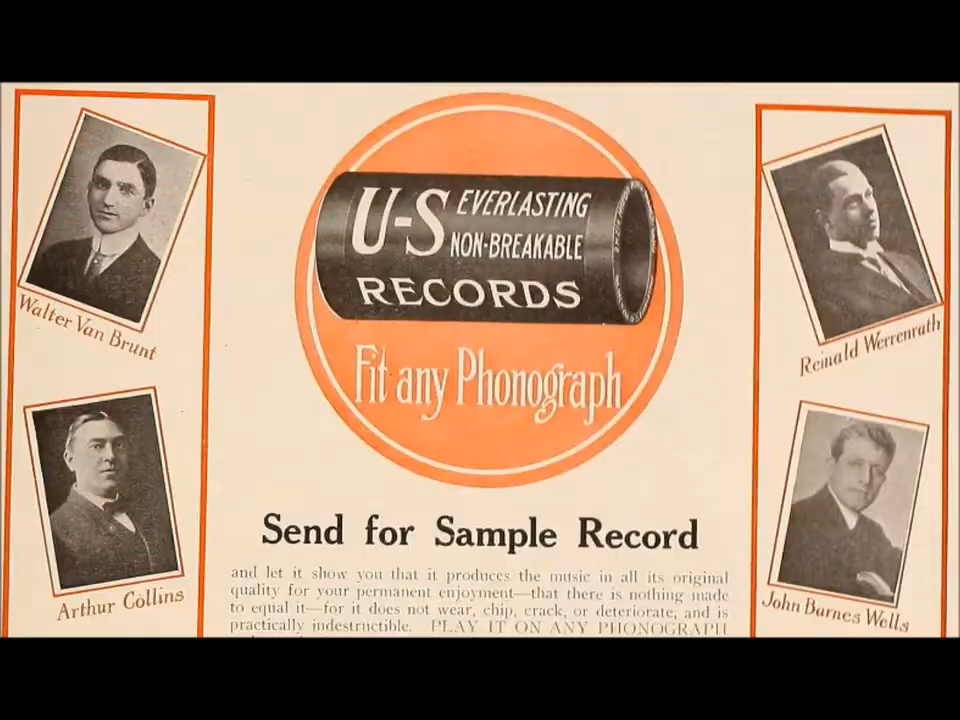 U-S EVERLASTING
NON-BREAKABLE
RECORDS
Fit any Phonograph
Walter Van Brunt
Reinald Werrenrath
Arthur Collins
John Barnes Wells
Send for Sample Record
and let it show you that it produces the music in all its original
quality for your permanent enjoyment—that there is nothing made
to equal it—for it does not wear, chip, crack, or deteriorate, and is
practically indestructible. PLAY IT ON ANY PHONOGRAPH